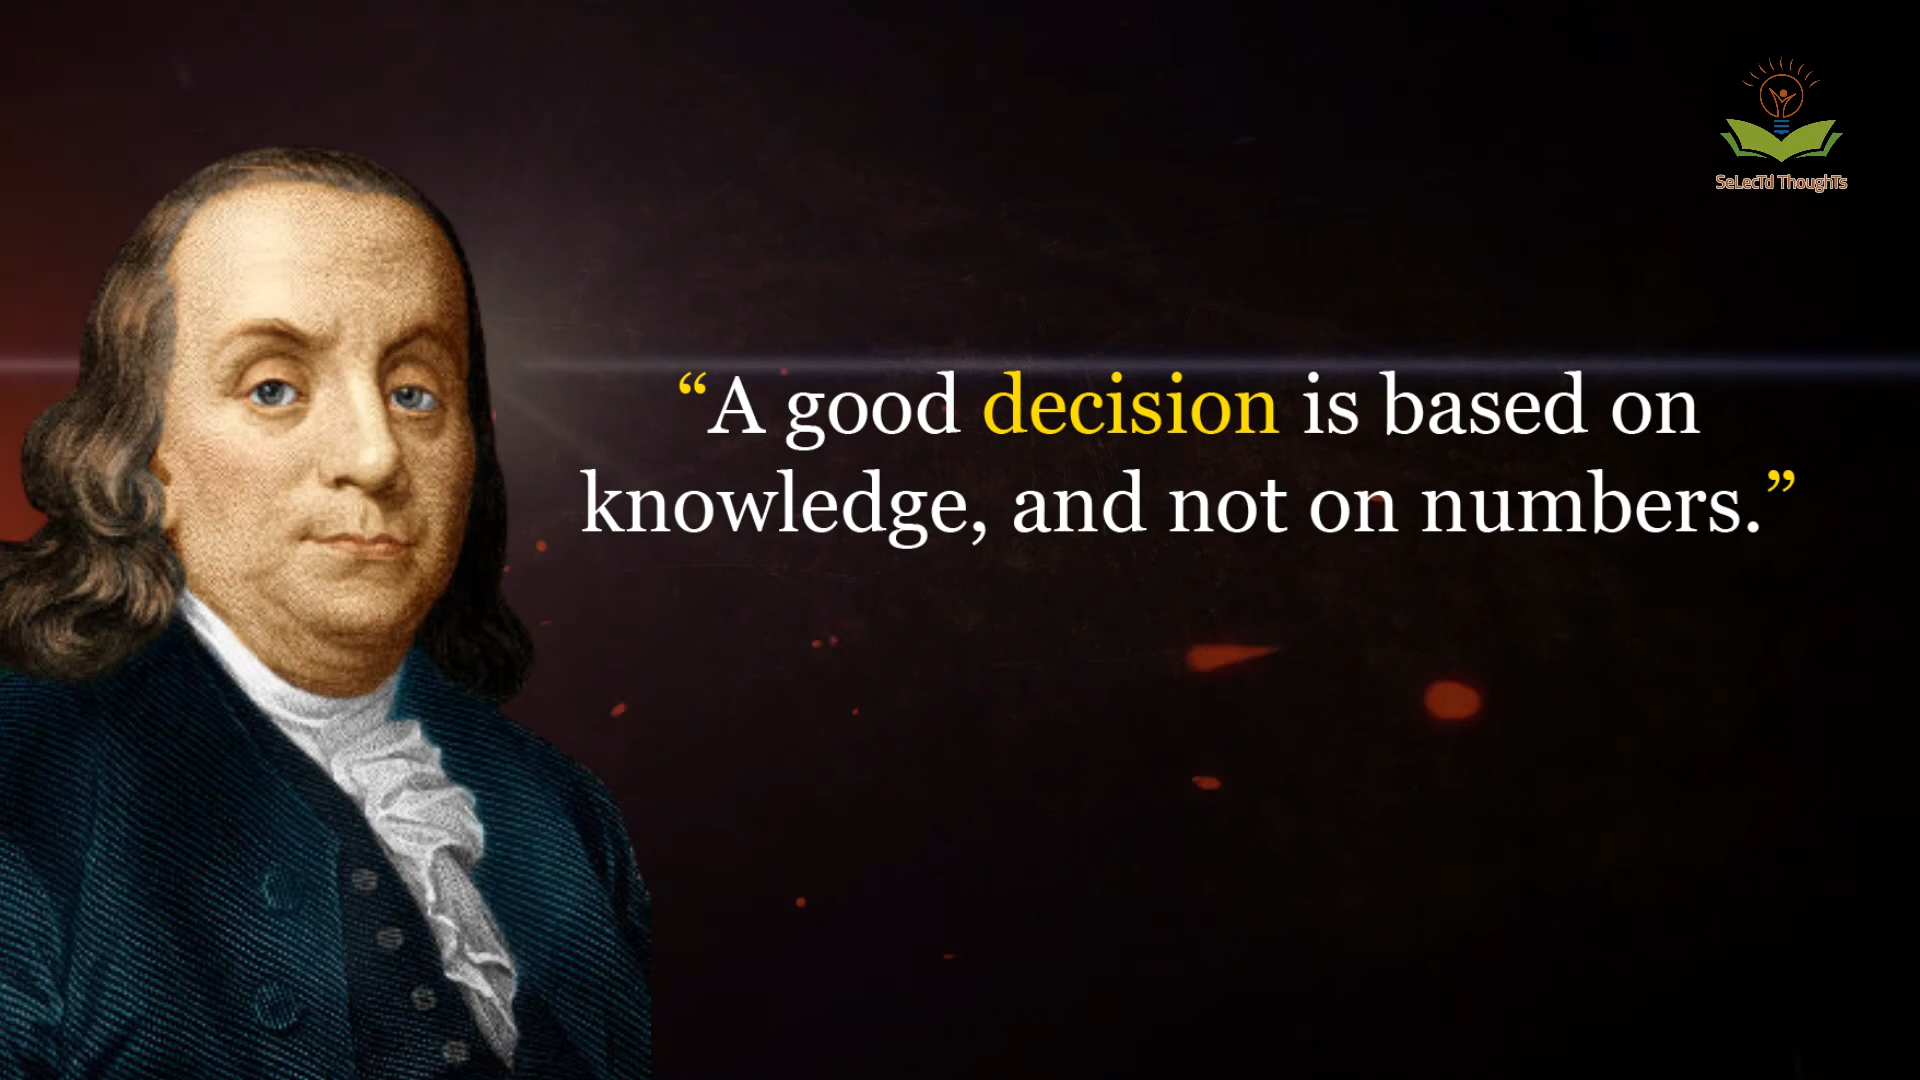 SeLecTd ThoughTs
“A good decision is based on
knowledge, and not on numbers.”